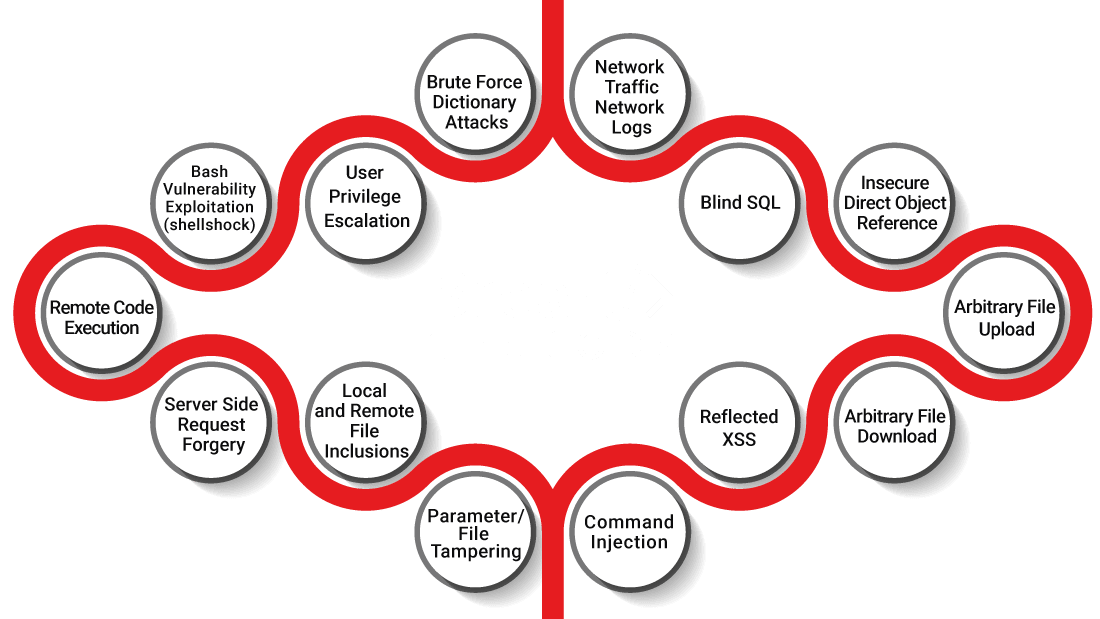 Brute Force
Dictionary
Attacks
Network
Traffic
Network
Logs
Bash
Vulnerability
Exploitation
(shellshock)
User
Privilege
Escalation
Blind SQL
Insecure
Direct Object
Reference
Remote Code
Execution
Arbitrary File
Upload
Server Side
Request
Forgery
Local
and Remote
File
Inclusions
Reflected
XSS
Arbitrary File
Download
Parameter/
File
Tampering
Command
Injection